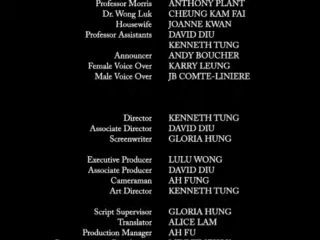 Professor Morris ANTHONY PLANT
Dr. Wong Luk CHEUNG KAM FAI
Housewife JOANNE KWAN
Professor Assistants DAVID DIU
KENNETH TUNG
Announcer ANDY BOUCHER
Female Voice Over KARRY LEUNG
Male Voice Over JB COMTE-LINIERE
Director KENNETH TUNG
Associate Director DAVID DIU
Screenwriter GLORIA HUNG
Executive Producer LULU WONG
Associate Producer DAVID DIU
Cameraman AH FUNG
Art Director KENNETH TUNG
Script Supervisor GLORIA HUNG
Translator ALICE LAM
Production Manager AH FU